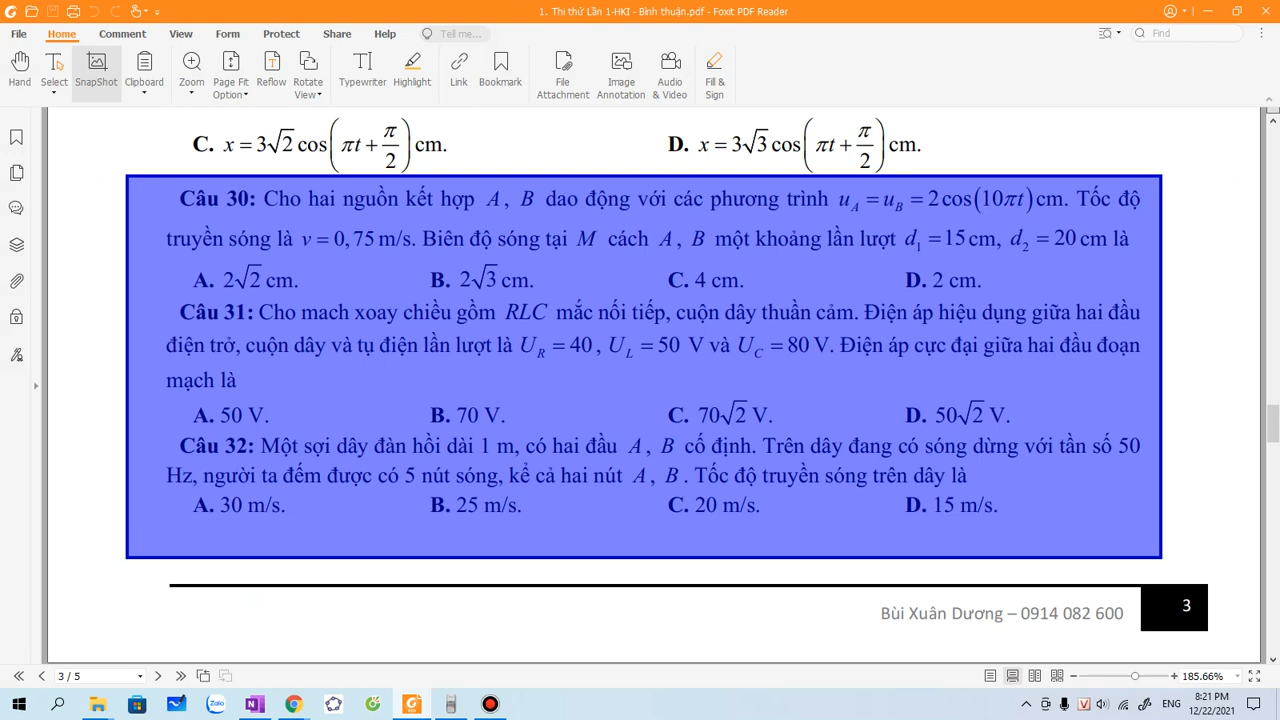 1. Thi thử Lần 1-HKI - Bình thuận.pdf - Foxit PDF Reader
File Home Comment View Form Protect Share Help Tell me... Find
Hand Select SnapShot Clipboard Zoom Page Fit Option Reflow Rotate View Typewriter Highlight Link Bookmark File Attachment Image Annotation Audio & Video Fill & Sign
C. x = 3√2 cos(πt + π/2) cm. D. x = 3√3 cos(πt + π/2) cm.
Câu 30: Cho hai nguồn kết hợp A, B dao động với các phương trình u_A = u_B = 2cos(10πt) cm. Tốc độ
truyền sóng là v = 0,75 m/s. Biên độ sóng tại M cách A, B một khoảng lần lượt d₁ = 15 cm, d₂ = 20 cm là
A. 2√2 cm. B. 2√3 cm. C. 4 cm. D. 2 cm.
Câu 31: Cho mach xoay chiều gồm RLC mắc nối tiếp, cuộn dây thuần cảm. Điện áp hiệu dụng giữa hai đầu
điện trở, cuộn dây và tụ điện lần lượt là U_R = 40, U_L = 50 V và U_C = 80 V. Điện áp cực đại giữa hai đầu đoạn
mạch là
A. 50 V. B. 70 V. C. 70√2 V. D. 50√2 V.
Câu 32: Một sợi dây đàn hồi dài 1 m, có hai đầu A, B cố định. Trên dây đang có sóng dừng với tần số 50
Hz, người ta đếm được có 5 nút sóng, kể cả hai nút A, B. Tốc độ truyền sóng trên dây là
A. 30 m/s. B. 25 m/s. C. 20 m/s. D. 15 m/s.
Bùi Xuân Dương – 0914 082 600 3
3 / 5 185.66%
Zalo ENG 8:21 PM
12/22/2021